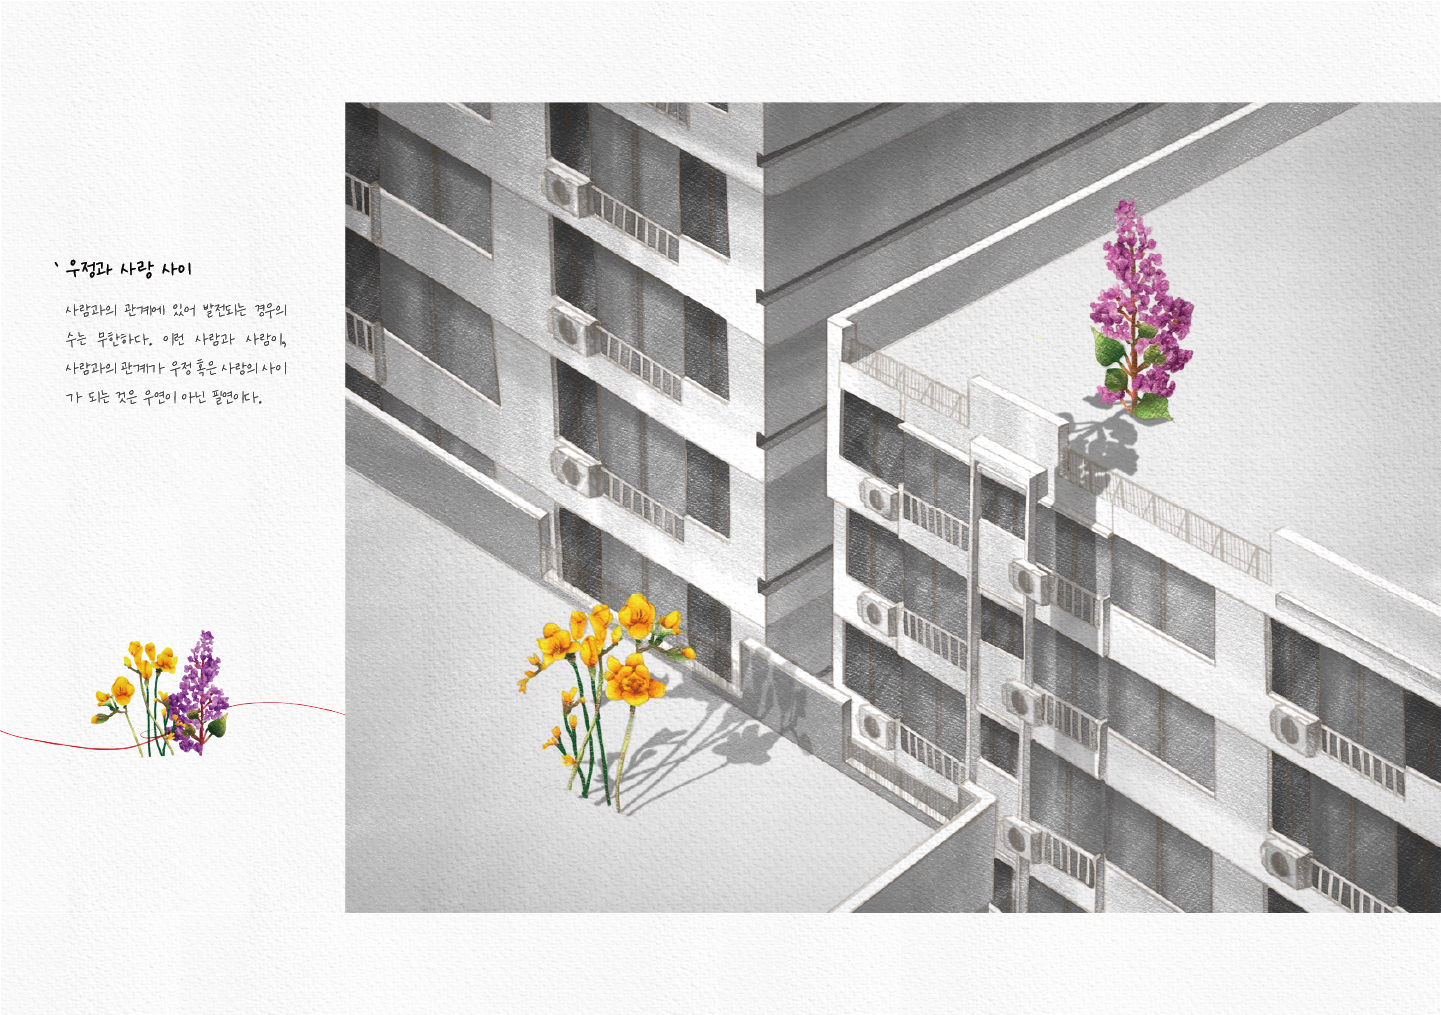 ` 우정과 사랑 사이
사람과의 관계에 있어 발전되는 경우의
수는 무한하다. 이런 사람과 사람이,
사람과의 관계가 우정 혹은 사랑의 사이
가 되는 것은 우연이 아닌 필연이다.